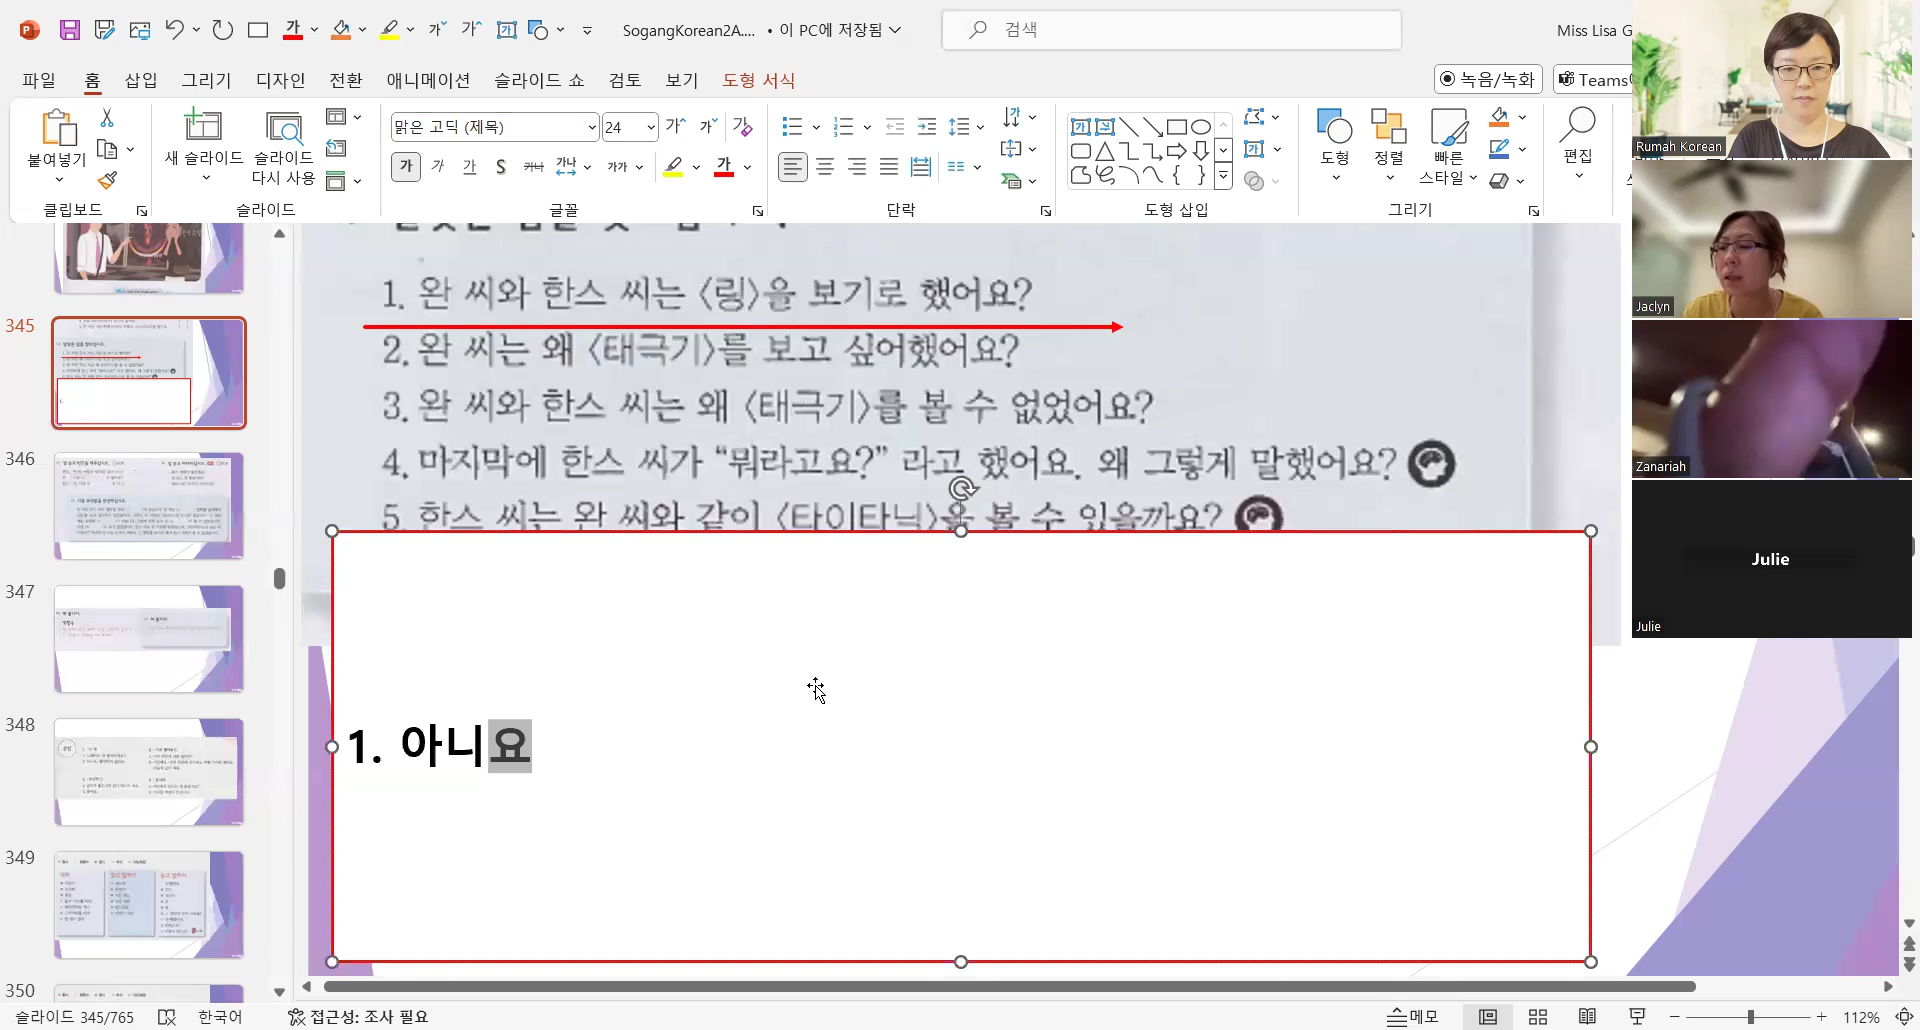 SogangKorean2A.... • 이 PC에 저장됨
검색
Miss Lisa G
파일 홈 삽입 그리기 디자인 전환 애니메이션 슬라이드 쇼 검토 보기 도형 서식
녹음/녹화
Teams
붙여넣기
새 슬라이드
슬라이드
다시 사용
맑은 고딕 (제목)
24
도형
정렬
빠른
스타일
편집
클립보드
슬라이드
글꼴
단락
도형 삽입
그리기
345
346
347
348
349
350
1. 완 씨와 한스 씨는 〈링〉을 보기로 했어요?
2. 완 씨는 왜 〈태극기〉를 보고 싶어했어요?
3. 완 씨와 한스 씨는 왜 〈태극기〉를 볼 수 없었어요?
4. 마지막에 한스 씨가 “뭐라고요?” 라고 했어요. 왜 그렇게 말했어요?
5. 한스 씨는 완 씨와 같이 〈타이타닉〉을 볼 수 있을까요?
1. 아니요
Rumah Korean
Jaclyn
Zanariah
Julie
Julie
슬라이드 345/765
한국어
접근성: 조사 필요
메모
112%